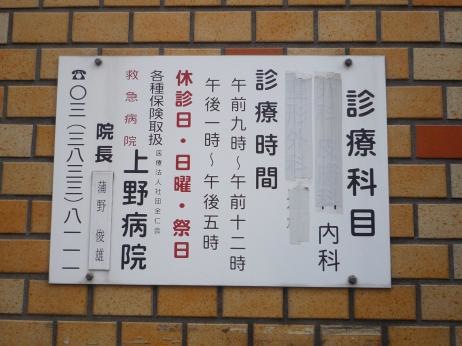 診療科目
内科
診療時間
午前九時～午前十二時
午後一時～午後五時
休診日・日曜・祭日
各種保険取扱
救急病院
医療法人社団全仁会
上野病院
院長
蒲野俊雄
☎〇三(三八三三)八一一一